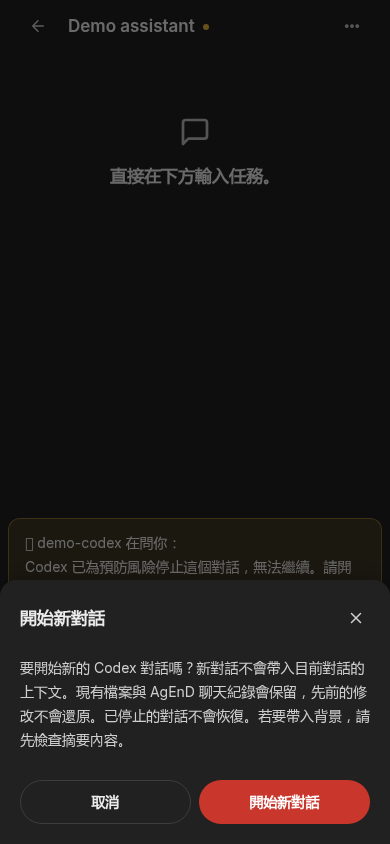 Demo assistant
直接在下方輸入任務。
demo-codex 在問你：
Codex 已為預防風險停止這個對話，無法繼續。請開
開始新對話
要開始新的 Codex 對話嗎？新對話不會帶入目前對話的
上下文。現有檔案與 AgEnD 聊天紀錄會保留，先前的修
改不會還原。已停止的對話不會恢復。若要帶入背景，請
先檢查摘要內容。
取消
開始新對話